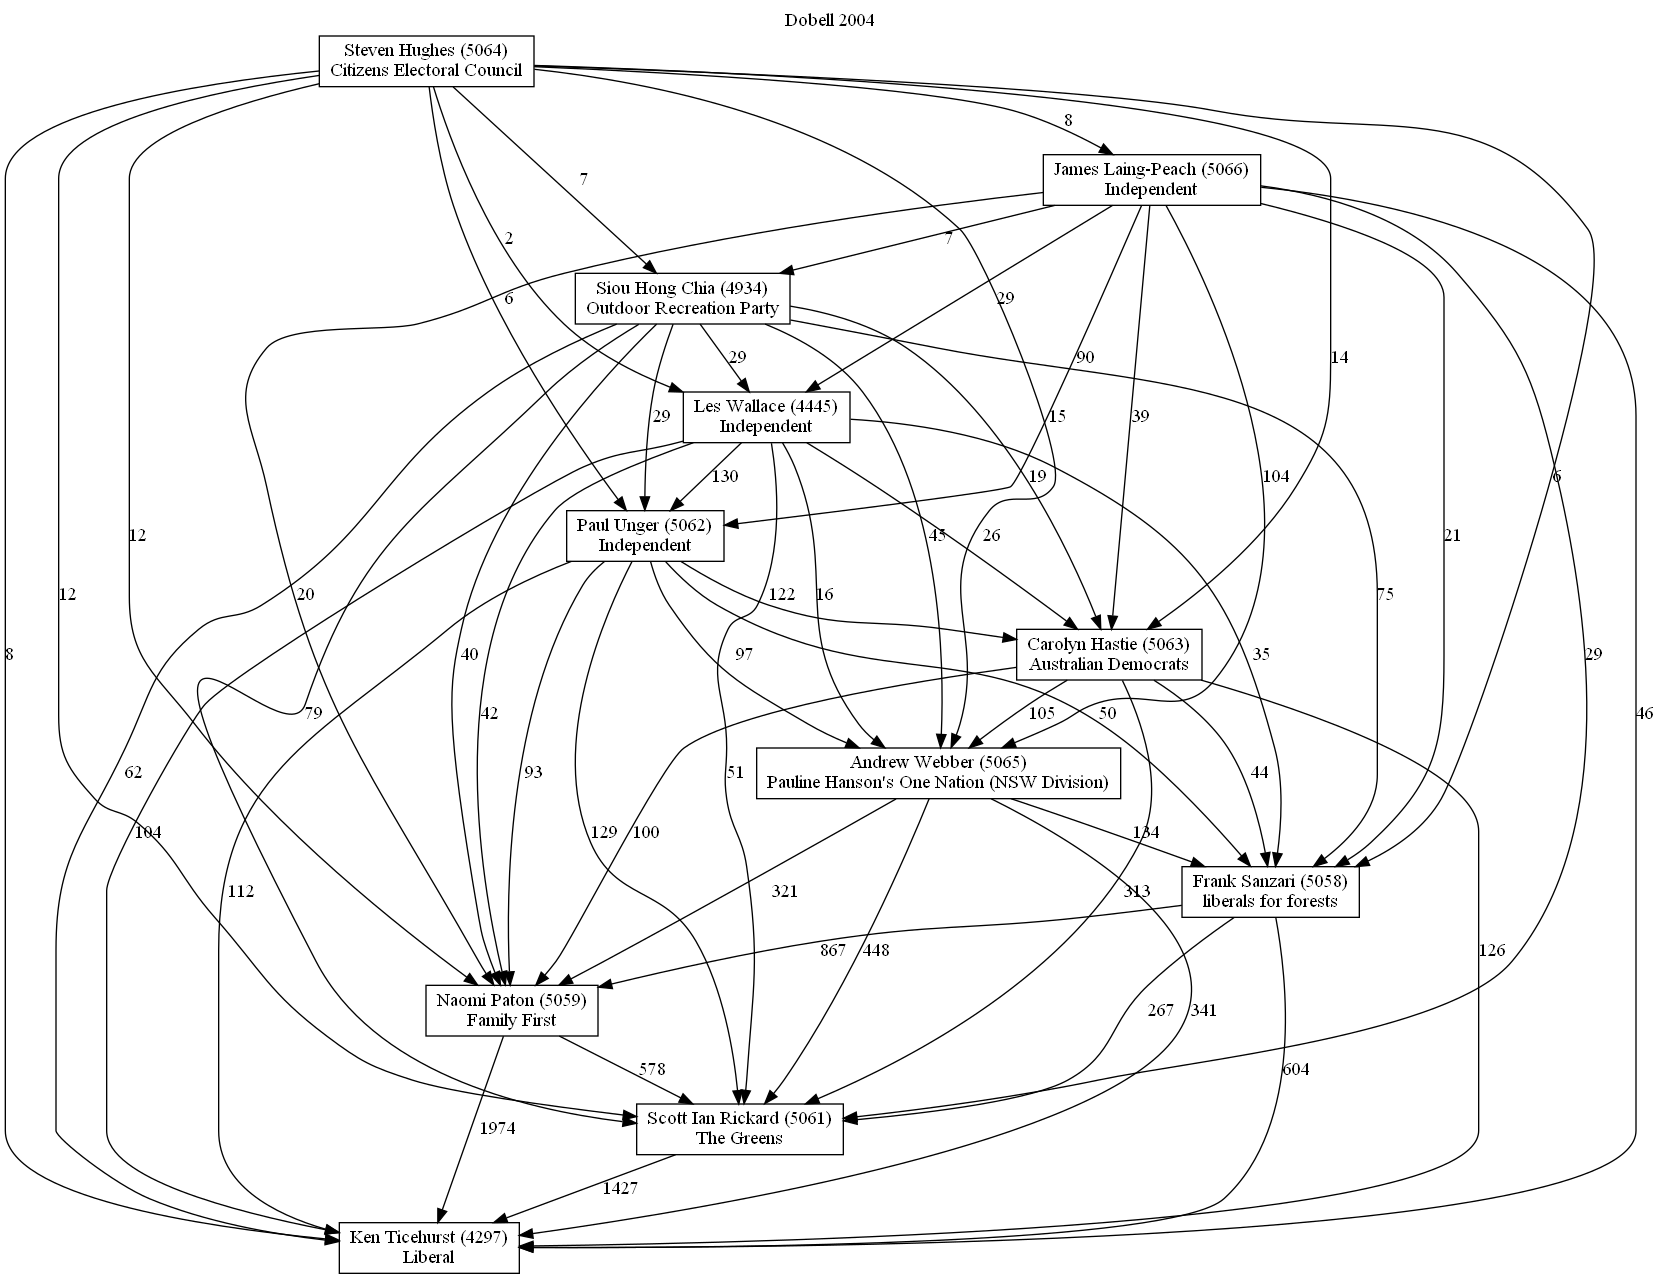 Dobell 2004
Steven Hughes (5064)
Citizens Electoral Council
8
James Laing-Peach (5066)
Independent
7
2
7
6
Siou Hong Chia (4934)
Outdoor Recreation Party
29
29
90
14
Les Wallace (4445)
Independent
29
15
39
130
19
104
6
Paul Unger (5062)
Independent
12
45
26
21
12
20
122
16
75
Carolyn Hastie (5063)
Australian Democrats
8
40
97
35
29
79
42
105
50
46
Andrew Webber (5065)
Pauline Hanson's One Nation (NSW Division)
62
93
51
44
104
129
100
134
Frank Sanzari (5058)
liberals for forests
112
321
313
867
448
126
Naomi Paton (5059)
Family First
267
341
578
604
Scott Ian Rickard (5061)
The Greens
1974
1427
Ken Ticehurst (4297)
Liberal